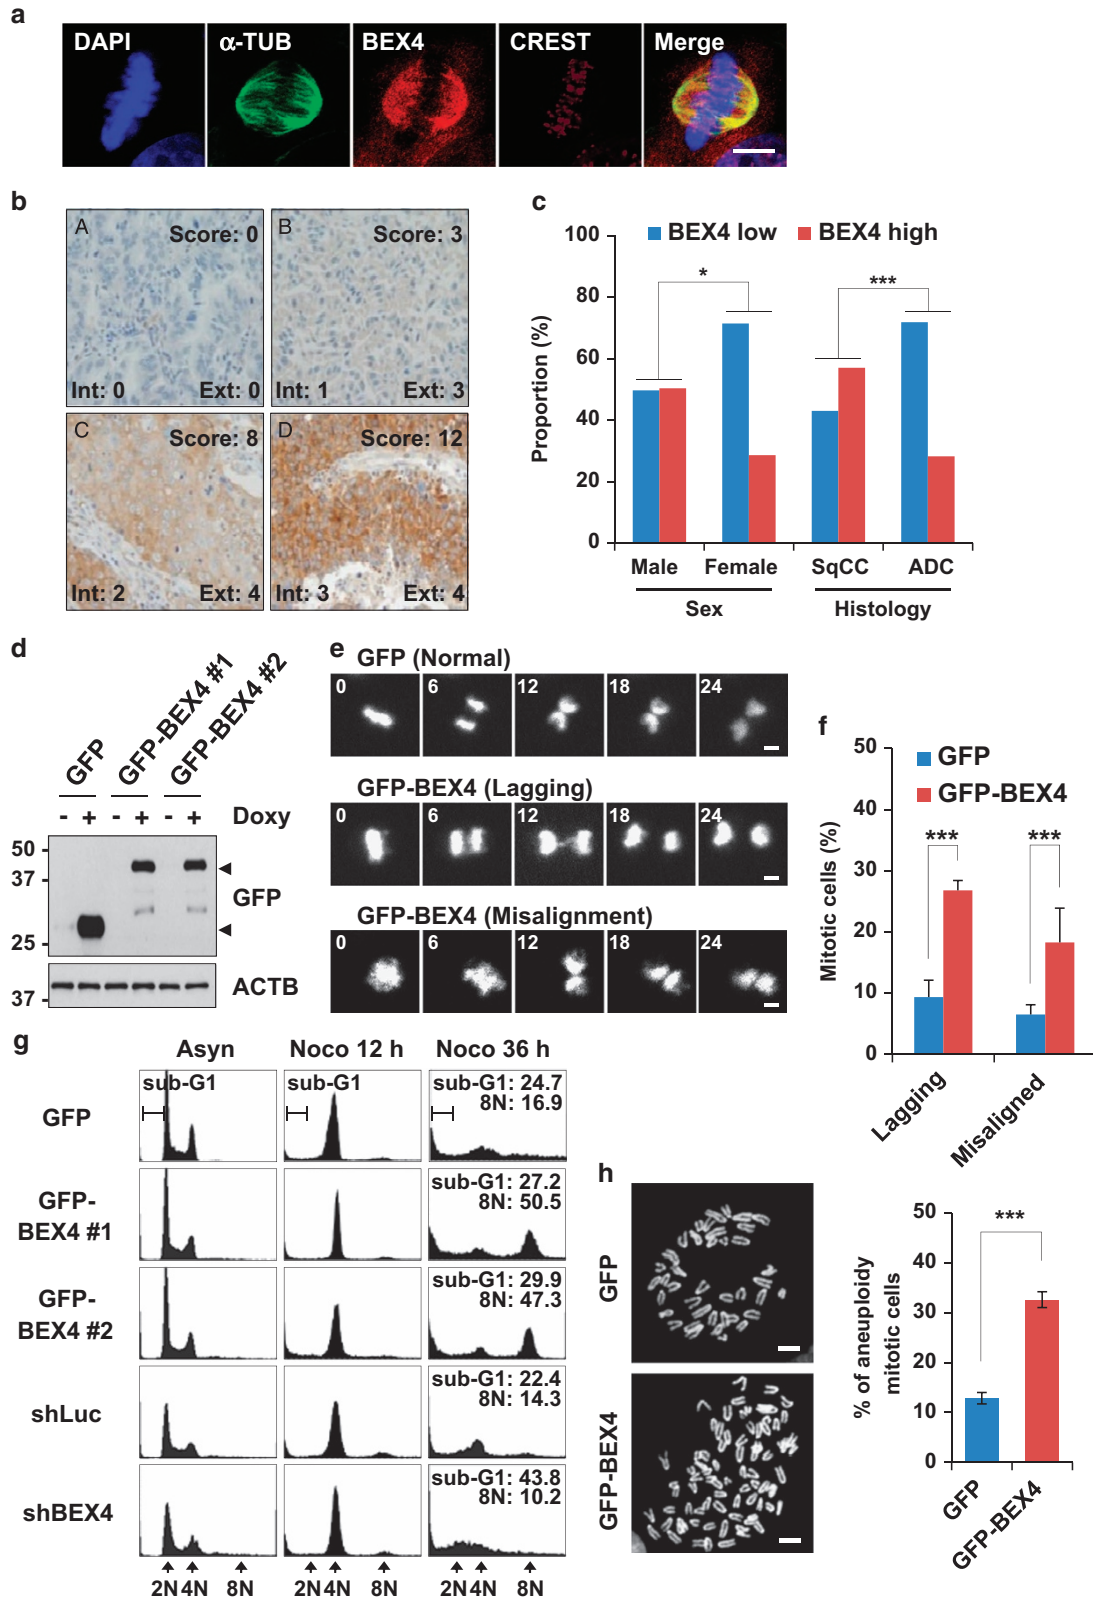 a
DAPI
α-TUB
BEX4
CREST
Merge
b
A
Score: 0
Int: 0
Ext: 0
B
Score: 3
Int: 1
Ext: 3
C
Score: 8
Int: 2
Ext: 4
D
Score: 12
Int: 3
Ext: 4
c
BEX4 low
BEX4 high
Proportion (%)
100
80
60
40
20
0
*
***
Male
Female
SqCC
ADC
Sex
Histology
d
GFP
GFP-BEX4 #1
GFP-BEX4 #2
- + - + - +
Doxy
50
37
25
GFP
37
ACTB
e
GFP (Normal)
0
6
12
18
24
GFP-BEX4 (Lagging)
0
6
12
18
24
GFP-BEX4 (Misalignment)
0
6
12
18
24
f
Mitotic cells (%)
50
40
30
20
10
0
GFP
GFP-BEX4
***
***
Lagging
Misaligned
g
Asyn
Noco 12 h
Noco 36 h
GFP
sub-G1
sub-G1
sub-G1: 24.7
8N: 16.9
GFP-
BEX4 #1
sub-G1: 27.2
8N: 50.5
GFP-
BEX4 #2
sub-G1: 29.9
8N: 47.3
shLuc
sub-G1: 22.4
8N: 14.3
shBEX4
sub-G1: 43.8
8N: 10.2
2N 4N 8N
2N 4N 8N
2N 4N 8N
h
GFP
GFP-BEX4
% of aneuploidy
mitotic cells
50
40
30
20
10
0
***
GFP
GFP-BEX4